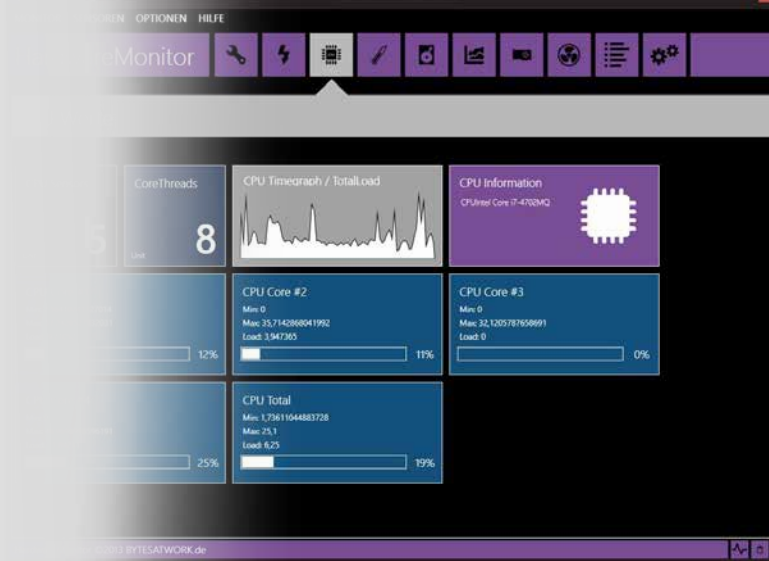 OPTIONEN HILFE
Monitor
CoreThreads
8
Unit
CPU Timegraph / TotalLoad
CPU Information
CPUIntel Core i7-4702MQ
12%
CPU Core #2
Min: 0
Max: 35,7142868041992
Load: 3,947365
11%
CPU Core #3
Min: 0
Max: 32,1205787658691
Load: 0
0%
25%
CPU Total
Min: 1,73611044883728
Max: 25,1
Load: 6,25
19%
BYTESATWORK.de